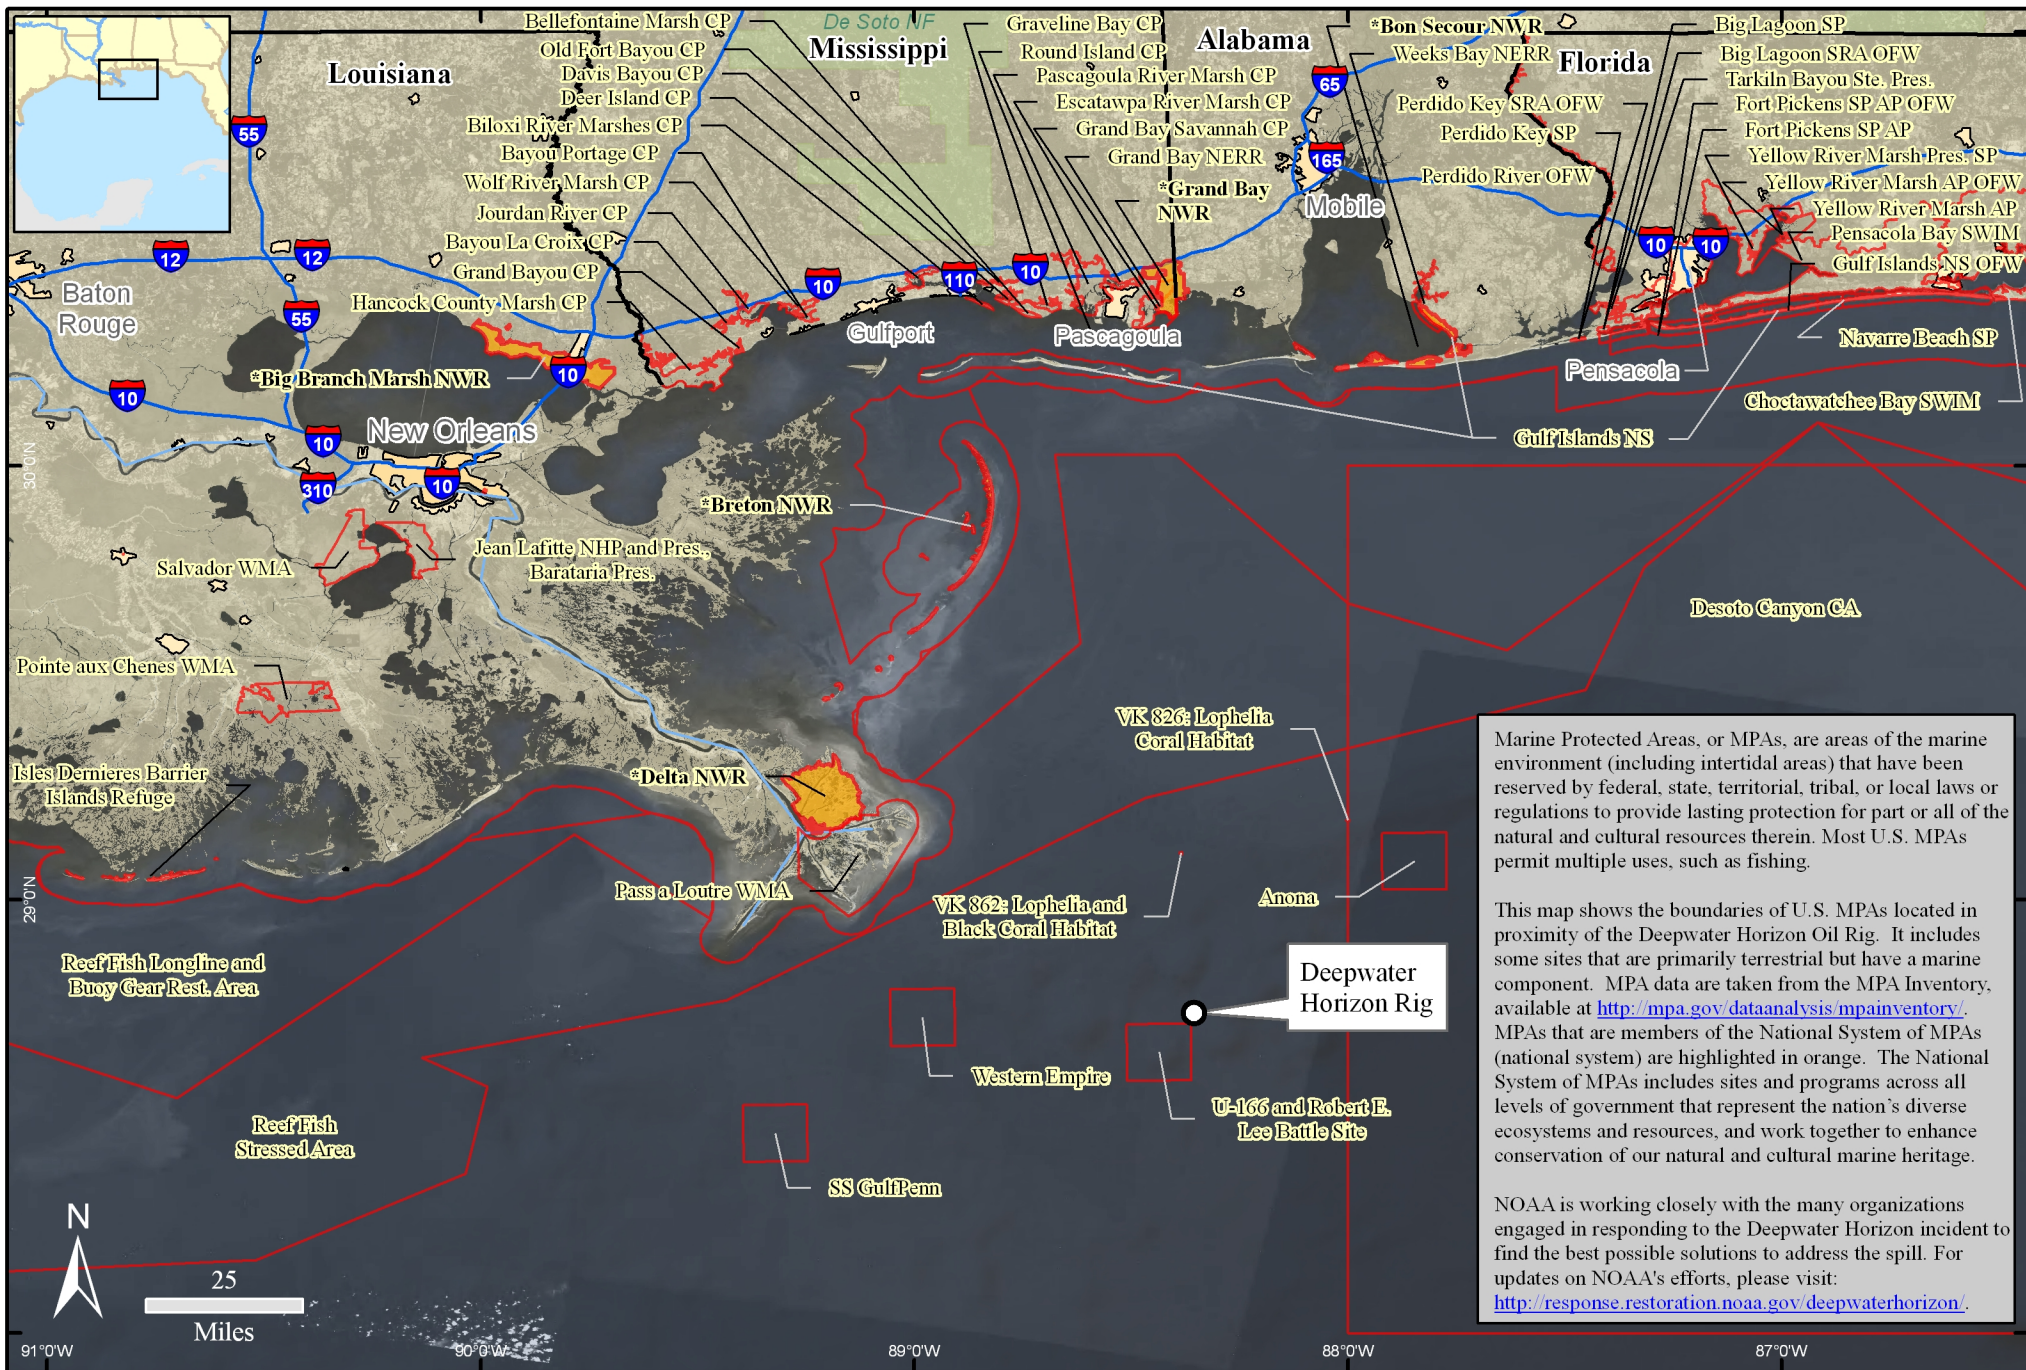 De Soto NF
Louisiana
Mississippi
Alabama
Florida
Bellefontaine Marsh CP
Old Fort Bayou CP
Davis Bayou CP
Deer Island CP
Biloxi River Marshes CP
Bayou Portage CP
Wolf River Marsh CP
Jourdan River CP
Bayou La Croix CP
Grand Bayou CP
Hancock County Marsh CP
Graveline Bay CP
Round Island CP
Pascagoula River Marsh CP
Escatawpa River Marsh CP
Grand Bay Savannah CP
Grand Bay NERR
*Grand Bay
NWR
*Bon Secour NWR
Weeks Bay NERR
Perdido Key SRA OFW
Perdido Key SP
Perdido River OFW
Big Lagoon SP
Big Lagoon SRA OFW
Tarkiln Bayou Ste. Pres.
Fort Pickens SP AP OFW
Fort Pickens SP AP
Yellow River Marsh Pres. SP
Yellow River Marsh AP OFW
Yellow River Marsh AP
Pensacola Bay SWIM
Gulf Islands NS OFW
Navarre Beach SP
Choctawatchee Bay SWIM
Gulf Islands NS
55
65
165
12
12
55
10
110
10
10
10
10
10
10
310
10
Baton
Rouge
Mobile
Gulfport
Pascagoula
Pensacola
New Orleans
*Big Branch Marsh NWR
*Breton NWR
Salvador WMA
Jean Lafitte NHP and Pres.,
Barataria Pres.
Pointe aux Chenes WMA
Isles Dernieres Barrier
Islands Refuge
*Delta NWR
Pass a Loutre WMA
Desoto Canyon CA
VK 826: Lophelia
Coral Habitat
VK 862: Lophelia and
Black Coral Habitat
Anona
Deepwater
Horizon Rig
Reef Fish Longline and
Buoy Gear Rest. Area
Western Empire
U-166 and Robert E.
Lee Battle Site
Reef Fish
Stressed Area
SS GulfPenn
Marine Protected Areas, or MPAs, are areas of the marine
environment (including intertidal areas) that have been
reserved by federal, state, territorial, tribal, or local laws or
regulations to provide lasting protection for part or all of the
natural and cultural resources therein. Most U.S. MPAs
permit multiple uses, such as fishing.
This map shows the boundaries of U.S. MPAs located in
proximity of the Deepwater Horizon Oil Rig. It includes
some sites that are primarily terrestrial but have a marine
component. MPA data are taken from the MPA Inventory,
available at http://mpa.gov/dataanalysis/mpainventory/.
MPAs that are members of the National System of MPAs
(national system) are highlighted in orange. The National
System of MPAs includes sites and programs across all
levels of government that represent the nation's diverse
ecosystems and resources, and work together to enhance
conservation of our natural and cultural marine heritage.
NOAA is working closely with the many organizations
engaged in responding to the Deepwater Horizon incident to
find the best possible solutions to address the spill. For
updates on NOAA's efforts, please visit:
http://response.restoration.noaa.gov/deepwaterhorizon/.
30°0'N
29°0'N
N
25
Miles
91°0'W
90°0'W
89°0'W
88°0'W
87°0'W